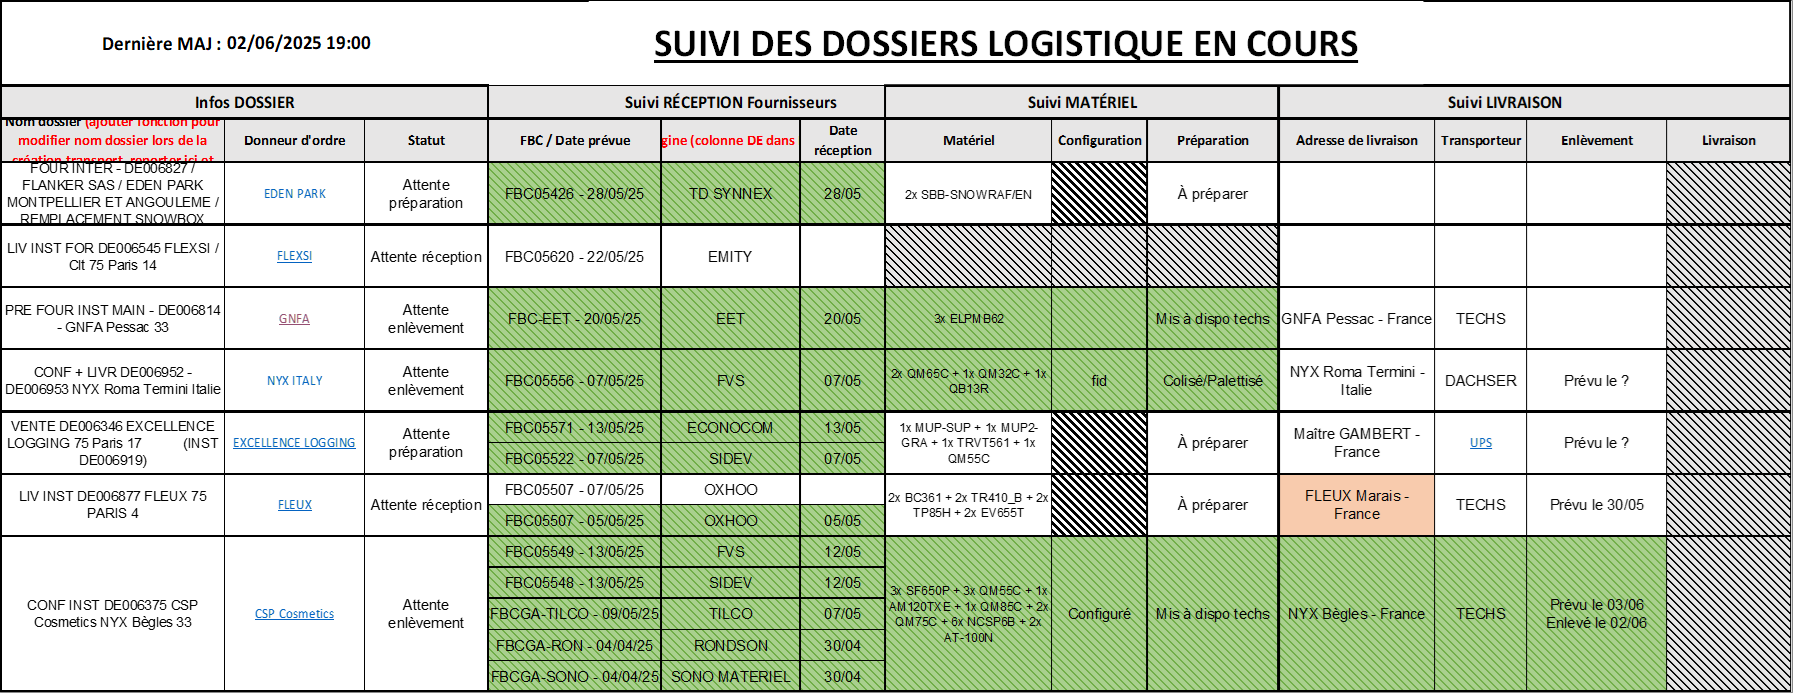 Dernière MAJ : 02/06/2025 19:00
SUIVI DES DOSSIERS LOGISTIQUE EN COURS
Infos DOSSIER
Suivi RÉCEPTION Fournisseurs
Suivi MATÉRIEL
Suivi LIVRAISON
Nom dossier (ajouter fonction pour
modifier nom dossier lors de la
création transport, reporter ici et
Donneur d'ordre
Statut
FBC / Date prévue
gine (colonne DE dans
Date
réception
Matériel
Configuration
Préparation
Adresse de livraison
Transporteur
Enlèvement
Livraison
FOUR INTER - DE006827 /
FLANKER SAS / EDEN PARK
MONTPELLIER ET ANGOULEME /
REMPLACEMENT SNOWBOX
EDEN PARK
Attente
préparation
FBC05426 - 28/05/25
TD SYNNEX
28/05
2x SBB-SNOWRAF/EN
À préparer
LIV INST FOR DE006545 FLEXSI /
Clt 75 Paris 14
FLEXSI
Attente réception
FBC05620 - 22/05/25
EMITY
PRE FOUR INST MAIN - DE006814
- GNFA Pessac 33
GNFA
Attente
enlèvement
FBC-EET - 20/05/25
EET
20/05
3x ELPMB62
Mis à dispo techs
GNFA Pessac - France
TECHS
CONF + LIVR DE006952 -
DE006953 NYX Roma Termini Italie
NYX ITALY
Attente
enlèvement
FBC05556 - 07/05/25
FVS
07/05
2x QM65C + 1x QM32C + 1x
QB13R
fid
Colisé/Palettisé
NYX Roma Termini -
Italie
DACHSER
Prévu le ?
VENTE DE006346 EXCELLENCE
LOGGING 75 Paris 17 (INST
DE006919)
EXCELLENCE LOGGING
Attente
préparation
FBC05571 - 13/05/25
ECONOCOM
13/05
FBC05522 - 07/05/25
SIDEV
07/05
1x MUP-SUP + 1x MUP2-
GRA + 1x TRVT561 + 1x
QM55C
À préparer
Maître GAMBERT -
France
UPS
Prévu le ?
LIV INST DE006877 FLEUX 75
PARIS 4
FLEUX
Attente réception
FBC05507 - 07/05/25
OXHOO
FBC05507 - 05/05/25
OXHOO
05/05
2x BC361 + 2x TR410_B + 2x
TP85H + 2x EV655T
À préparer
FLEUX Marais -
France
TECHS
Prévu le 30/05
CONF INST DE006375 CSP
Cosmetics NYX Bègles 33
CSP Cosmetics
Attente
enlèvement
FBC05549 - 13/05/25
FVS
12/05
FBC05548 - 13/05/25
SIDEV
12/05
FBCGA-TILCO - 09/05/25
TILCO
07/05
FBCGA-RON - 04/04/25
RONDSON
30/04
FBCGA-SONO - 04/04/25
SONO MATERIEL
30/04
3x SF650P + 3x QM55C + 1x
AM120TXE + 1x QM85C + 2x
QM75C + 6x NCSP6B + 2x
AT-100N
Configuré
Mis à dispo techs
NYX Bègles - France
TECHS
Prévu le 03/06
Enlevé le 02/06